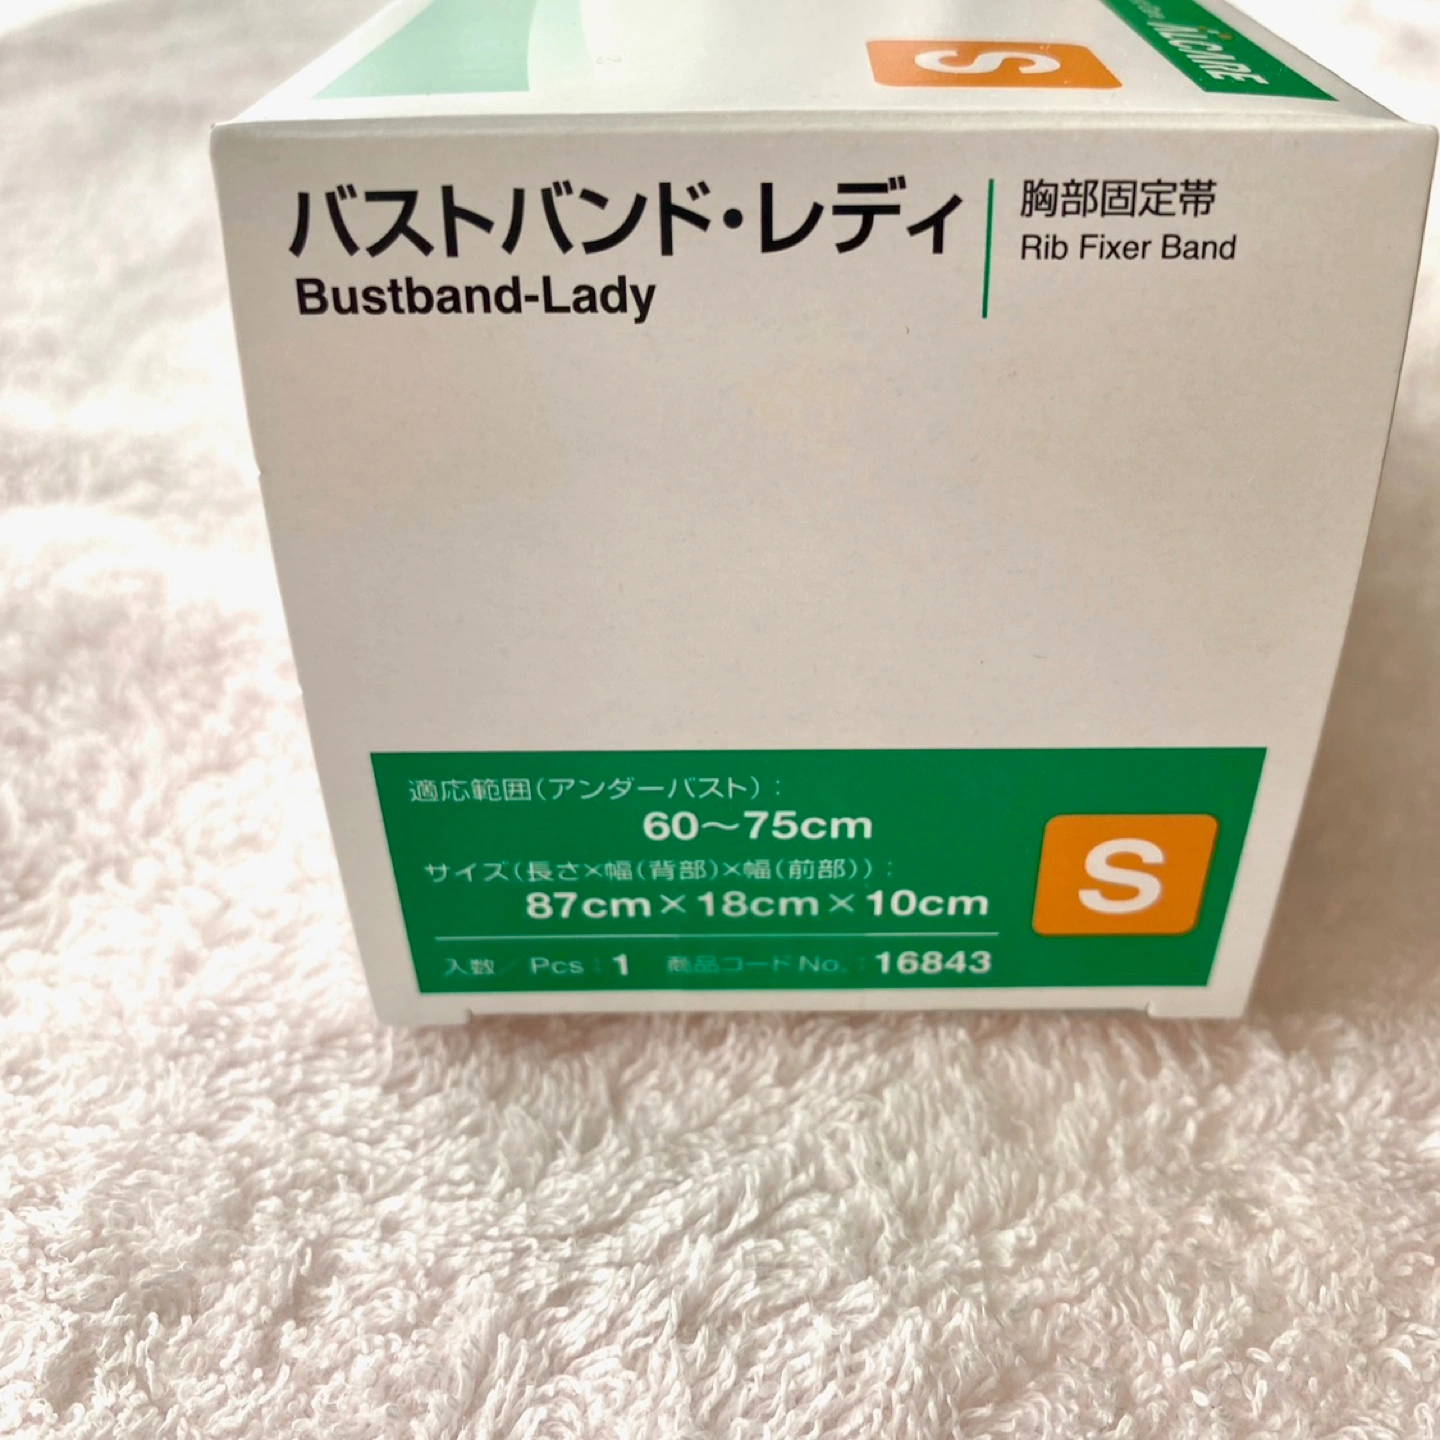 S
ALCARE
バストバンド・レディ
Bustband-Lady
胸部固定帯
Rib Fixer Band
適応範囲(アンダーバスト):
60〜75cm
サイズ(長さ×幅(背部)×幅(前部)):
87cm×18cm×10cm
S
入数/Pcs:1 商品コードNo.:16843